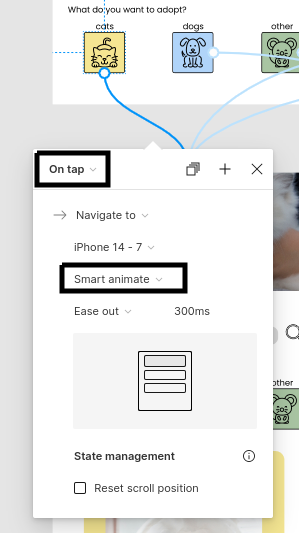 What do you want to adopt?
cats
dogs
other
On tap
Navigate to
iPhone 14 - 7
Smart animate
Ease out
300ms
other
State management
Reset scroll position